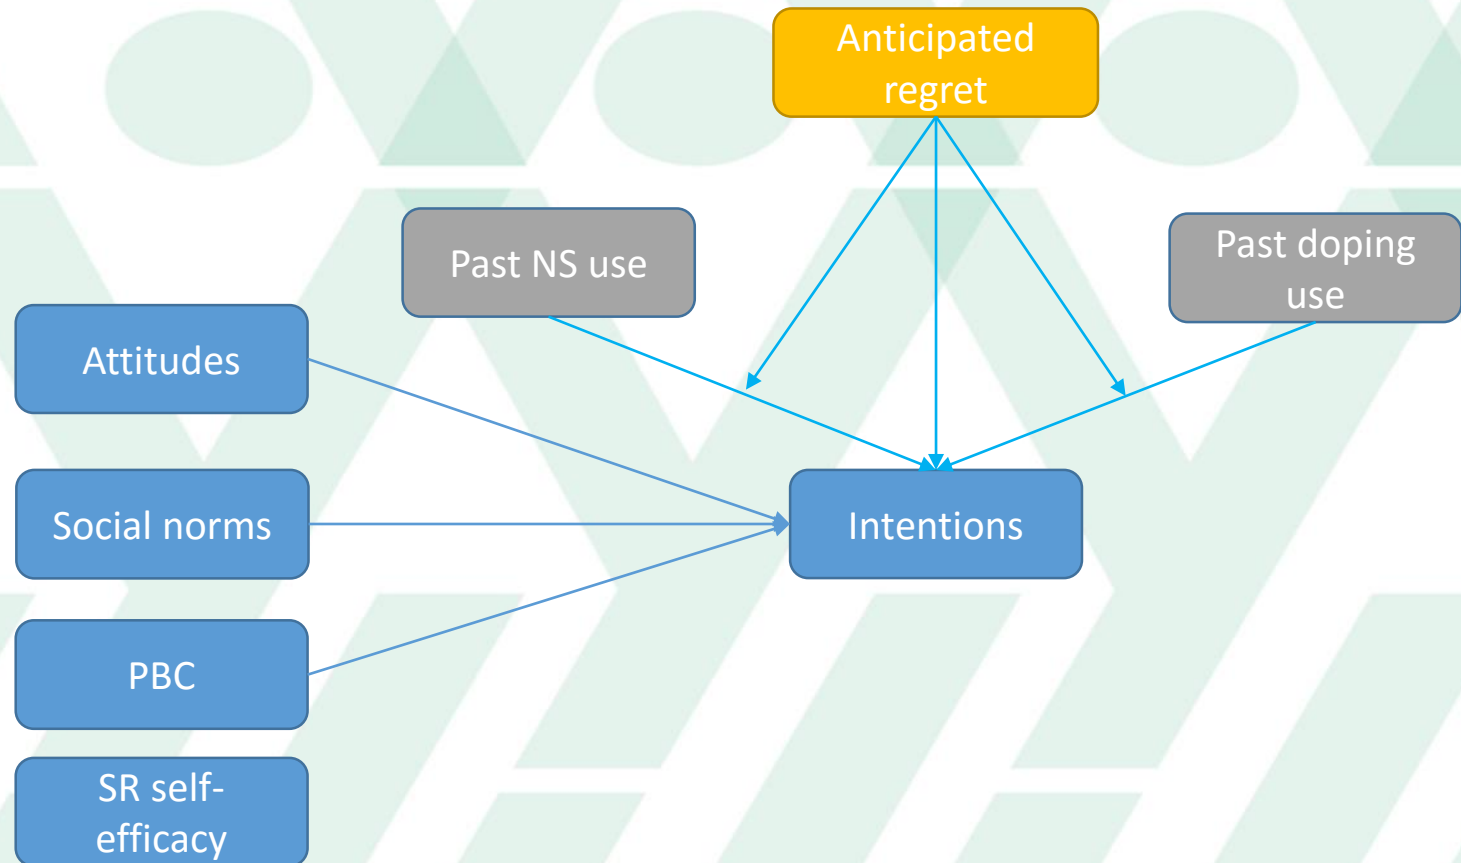 Anticipated
regret
Past NS use
Past doping
use
Attitudes
Social norms
Intentions
PBC
SR self-
efficacy